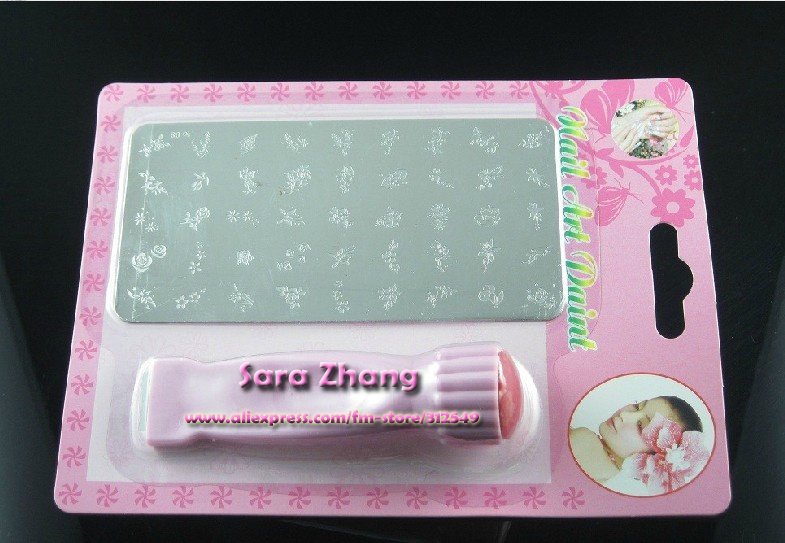 Nail Art Paint
Sara Zhang
www.aliexpress.com/fm-store/312549